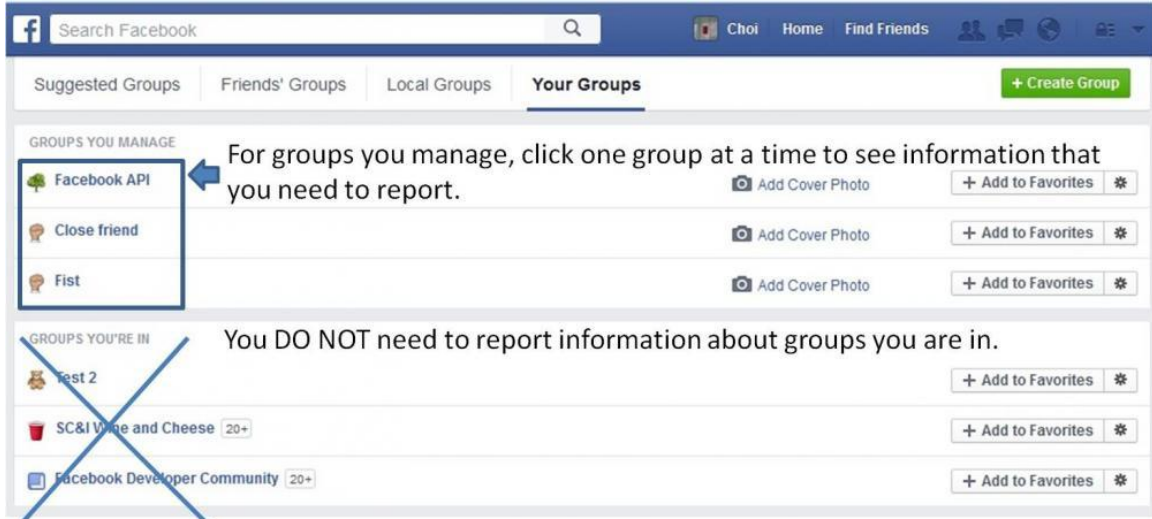 f Search Facebook Choi Home Find Friends
Suggested Groups Friends' Groups Local Groups Your Groups + Create Group
GROUPS YOU MANAGE
For groups you manage, click one group at a time to see information that
you need to report.
Facebook API Add Cover Photo + Add to Favorites
Close friend Add Cover Photo + Add to Favorites
Fist Add Cover Photo + Add to Favorites
GROUPS YOU'RE IN
You DO NOT need to report information about groups you are in.
Test 2 + Add to Favorites
SC&I Wine and Cheese 20+ + Add to Favorites
Facebook Developer Community 20+ + Add to Favorites